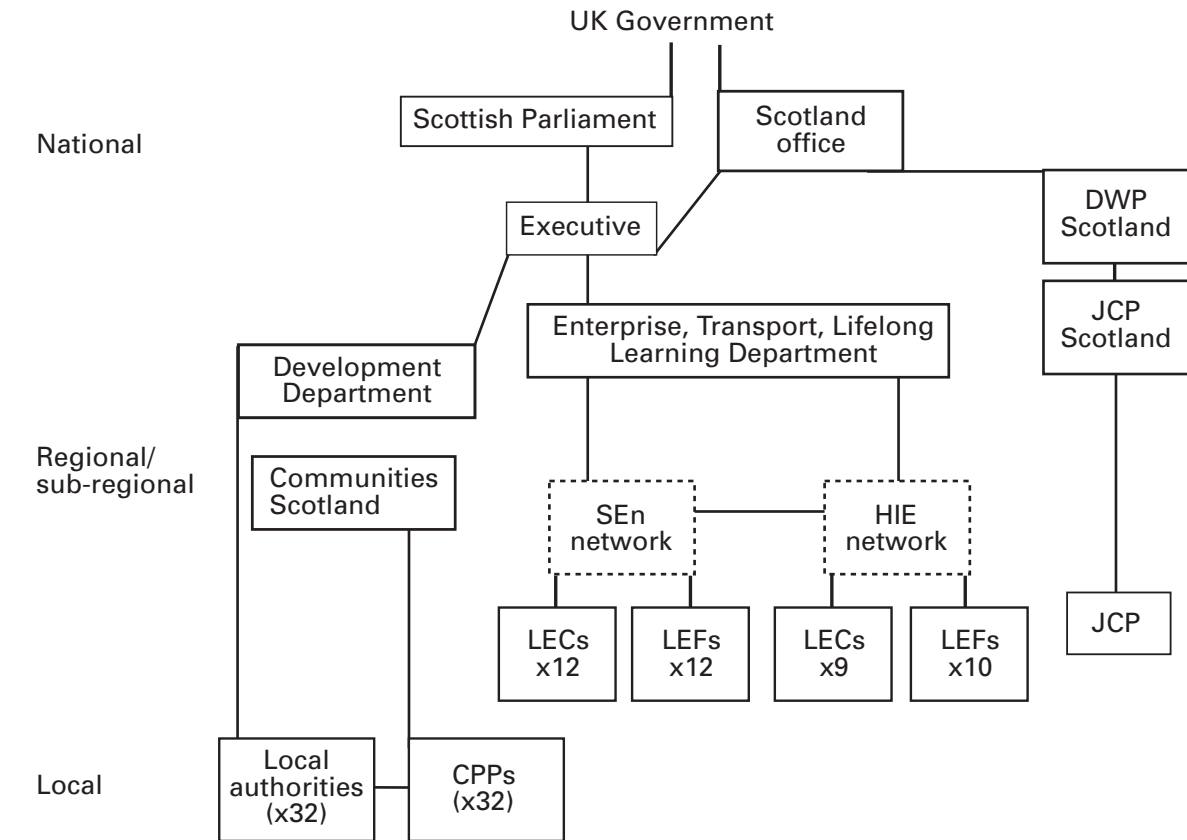 UK Government
National
Scottish Parliament
Scotland
office
DWP
Scotland
Executive
JCP
Scotland
Enterprise, Transport, Lifelong
Learning Department
Development
Department
Regional/
sub-regional
Communities
Scotland
SEn
network
HIE
network
LECs
x12
LEFs
x12
LECs
x9
LEFs
x10
JCP
Local
Local
authorities
(x32)
CPPs
(x32)